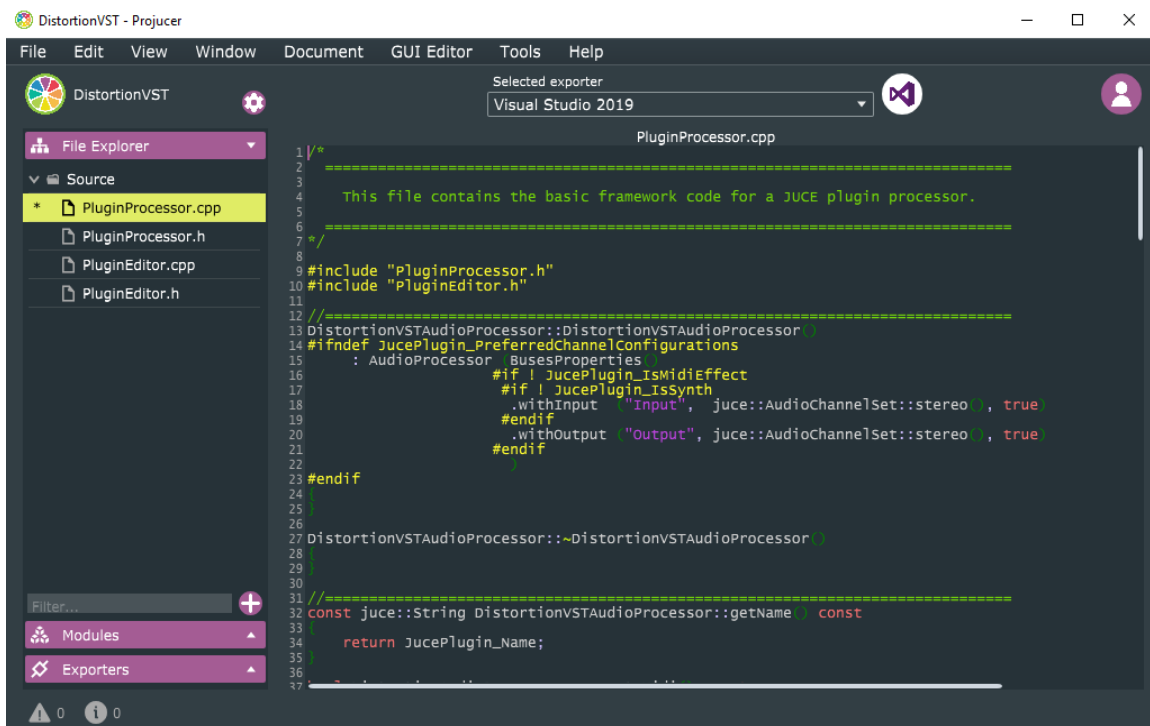 DistortionVST - Projucer
File Edit View Window Document GUI Editor Tools Help
DistortionVST
Selected exporter
Visual Studio 2019
File Explorer
Source
* PluginProcessor.cpp
PluginProcessor.h
PluginEditor.cpp
PluginEditor.h
Filter...
Modules
Exporters
0 0
PluginProcessor.cpp
1 /*
2 ==============================================================================
3
4 This file contains the basic framework code for a JUCE plugin processor.
5
6 ==============================================================================
7 */
8
9 #include "PluginProcessor.h"
10 #include "PluginEditor.h"
11
12 //==============================================================================
13 DistortionVSTAudioProcessor::DistortionVSTAudioProcessor()
14 #ifndef JucePlugin_PreferredChannelConfigurations
15 : AudioProcessor (BusesProperties()
16 #if ! JucePlugin_IsMidiEffect
17 #if ! JucePlugin_IsSynth
18 .withInput ("Input", juce::AudioChannelSet::stereo(), true)
19 #endif
20 .withOutput ("Output", juce::AudioChannelSet::stereo(), true)
21 #endif
22 )
23 #endif
24 {
25 }
26
27 DistortionVSTAudioProcessor::~DistortionVSTAudioProcessor()
28 {
29 }
30
31 //==============================================================================
32 const juce::String DistortionVSTAudioProcessor::getName() const
33 {
34 return JucePlugin_Name;
35 }
36
37